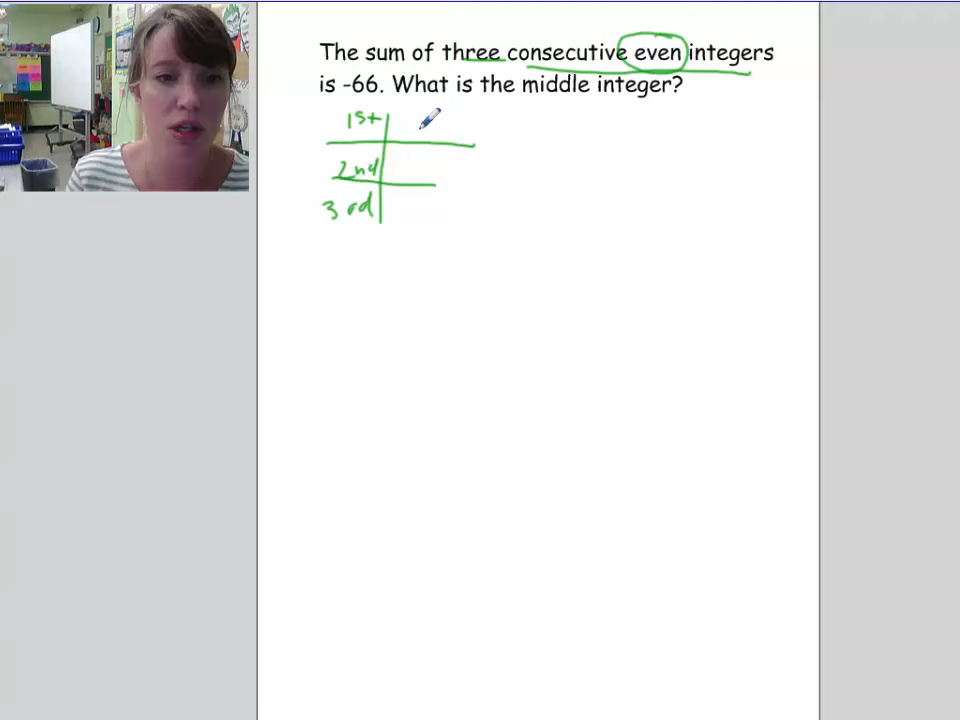 The sum of three consecutive even integers
is -66. What is the middle integer?
1st
2nd
3rd